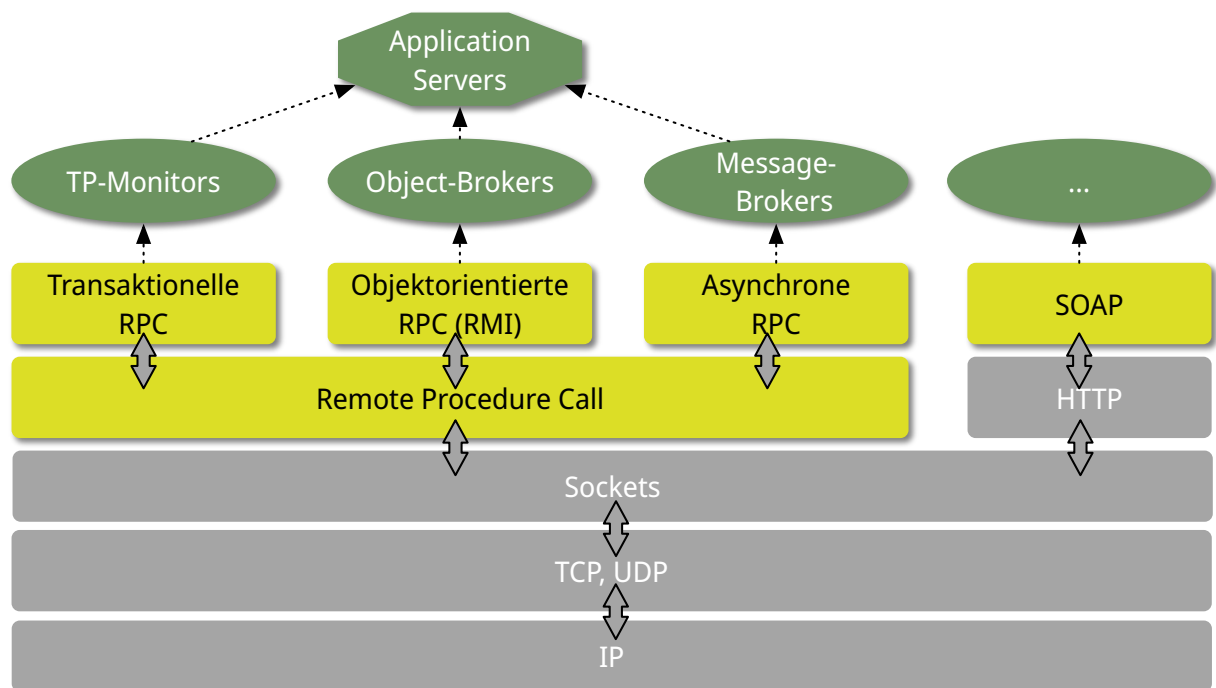 Application
Servers
TP-Monitors
Object-Brokers
Message-
Brokers
...
Transaktionelle
RPC
Objektorientierte
RPC (RMI)
Asynchrone
RPC
SOAP
Remote Procedure Call
HTTP
Sockets
TCP, UDP
IP